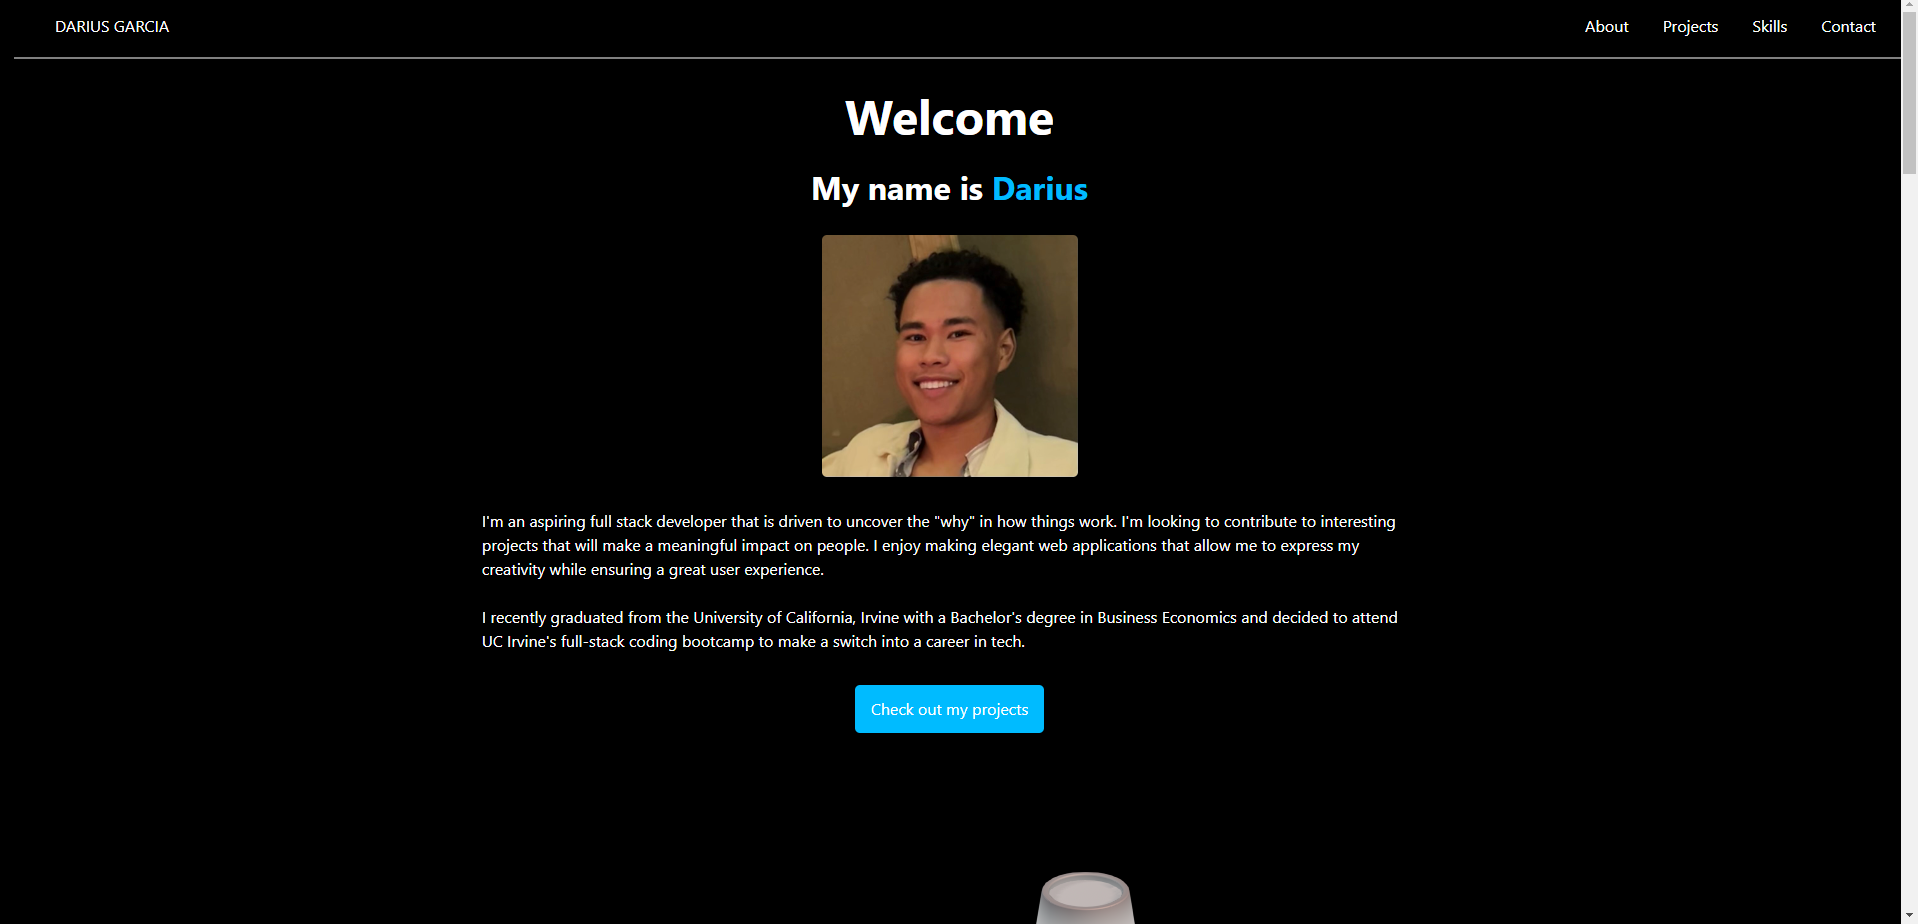 DARIUS GARCIA
About Projects Skills Contact
Welcome
My name is Darius
I'm an aspiring full stack developer that is driven to uncover the "why" in how things work. I'm looking to contribute to interesting
projects that will make a meaningful impact on people. I enjoy making elegant web applications that allow me to express my
creativity while ensuring a great user experience.
I recently graduated from the University of California, Irvine with a Bachelor's degree in Business Economics and decided to attend
UC Irvine's full-stack coding bootcamp to make a switch into a career in tech.
Check out my projects